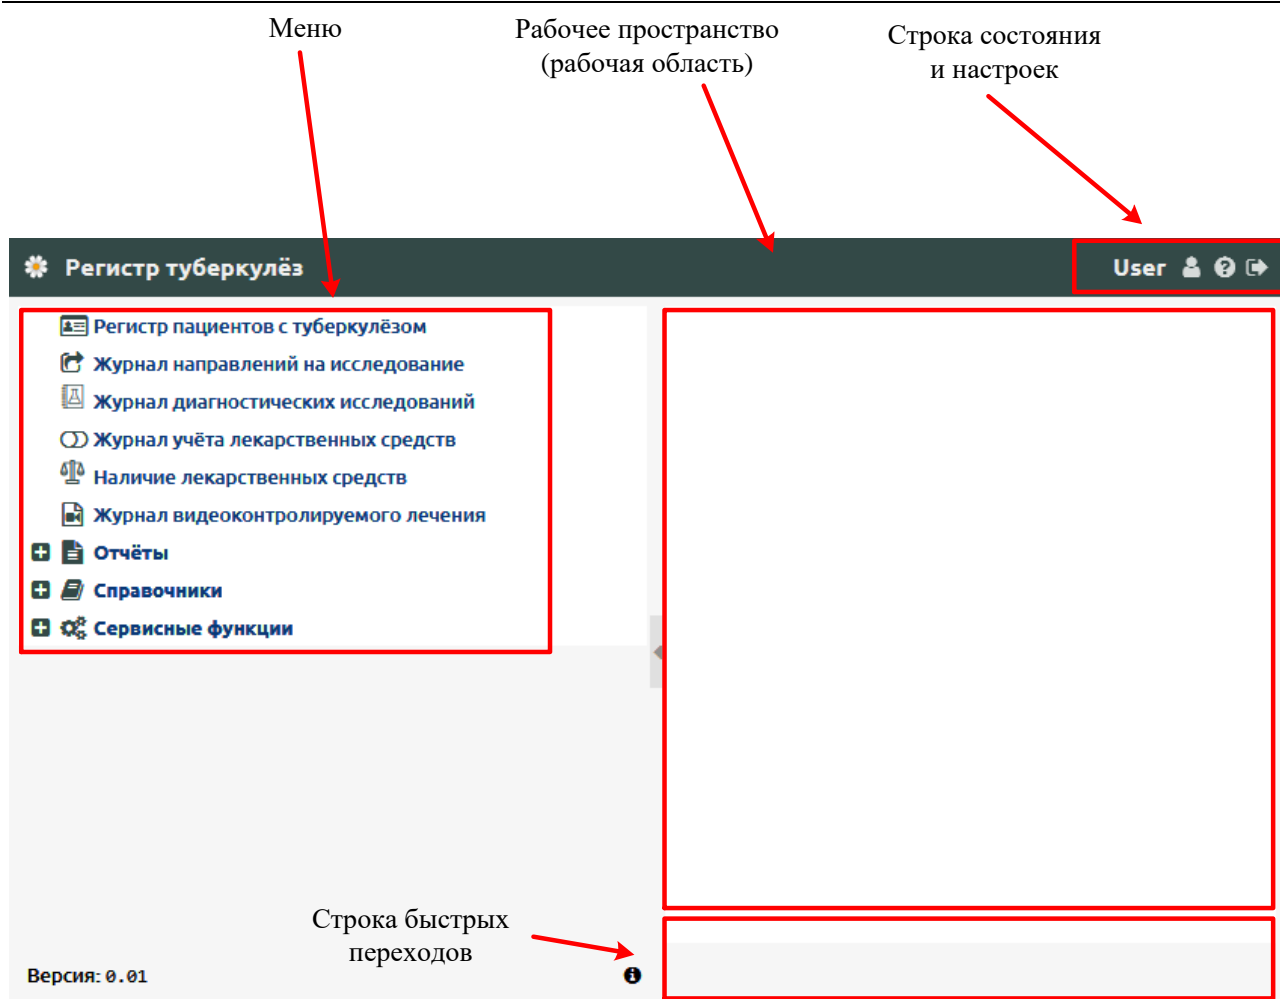 Меню
Рабочее пространство
(рабочая область)
Строка состояния
и настроек
Регистр туберкулёз
User
Регистр пациентов с туберкулёзом
Журнал направлений на исследование
Журнал диагностических исследований
Журнал учёта лекарственных средств
Наличие лекарственных средств
Журнал видеоконтролируемого лечения
Отчёты
Справочники
Сервисные функции
Строка быстрых
переходов
Версия: 0.01